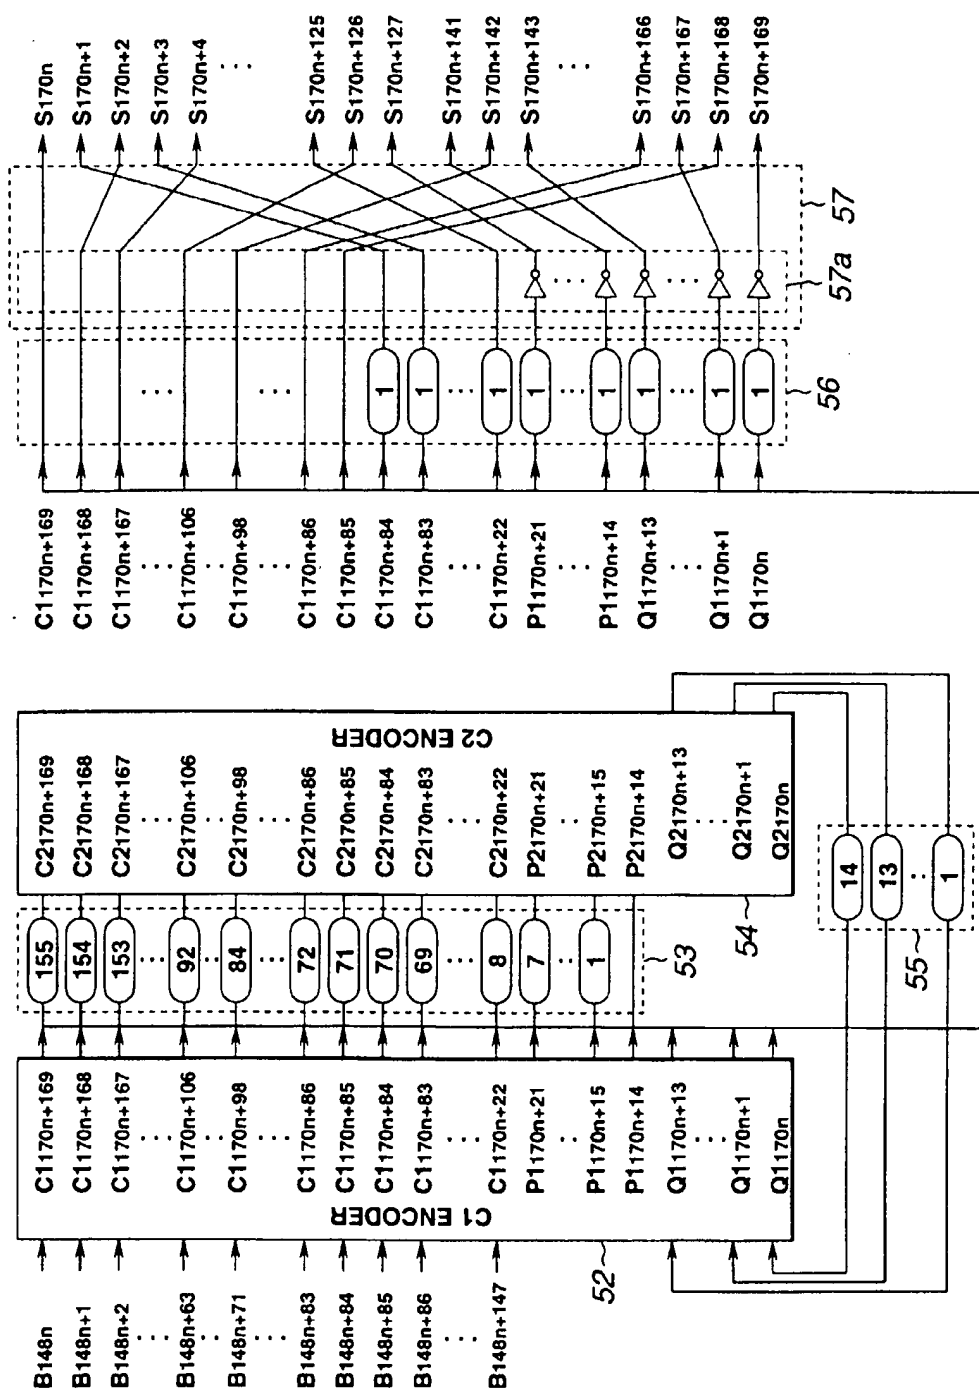 B148n
B148n+1
B148n+2
B148n+63
B148n+71
B148n+83
B148n+84
B148n+85
B148n+86
B148n+147
C1 ENCODER
C1170n+169
C1170n+168
C1170n+167
C1170n+106
C1170n+98
C1170n+86
C1170n+85
C1170n+84
C1170n+83
C1170n+22
P1170n+21
P1170n+15
P1170n+14
Q1170n+13
Q1170n+1
Q1170n
52
155
154
153
92
84
72
71
70
69
8
7
1
53
C2170n+169
C2170n+168
C2170n+167
C2170n+106
C2170n+98
C2170n+86
C2170n+85
C2170n+84
C2170n+83
C2170n+22
P2170n+21
P2170n+15
P2170n+14
Q2170n+13
Q2170n+1
Q2170n
C2 ENCODER
54
14
13
1
55
C1170n+169
C1170n+168
C1170n+167
C1170n+106
C1170n+98
C1170n+86
C1170n+85
C1170n+84
C1170n+83
C1170n+22
P1170n+21
P1170n+14
Q1170n+13
Q1170n+1
Q1170n
1
1
1
1
1
1
1
1
56
57a
57
S170n
S170n+1
S170n+2
S170n+3
S170n+4
S170n+125
S170n+126
S170n+127
S170n+141
S170n+142
S170n+143
S170n+166
S170n+167
S170n+168
S170n+169